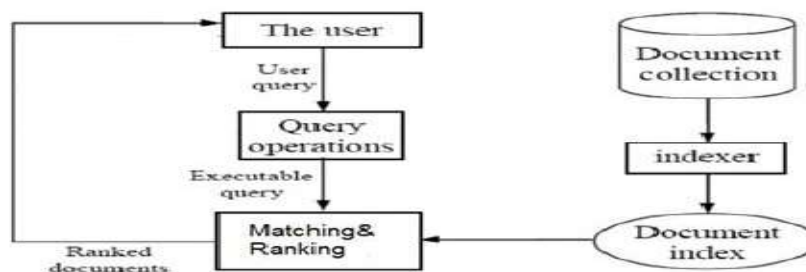 The user
User
query
Query
operations
Executable
query
Matching&
Ranking
Ranked
documents
Document
collection
indexer
Document
index